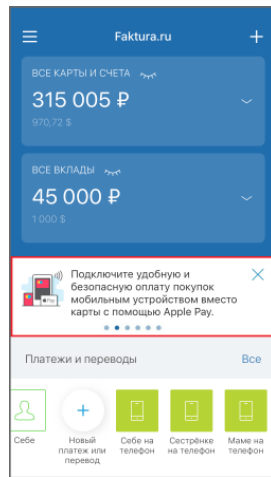 Faktura.ru
ВСЕ КАРТЫ И СЧЕТА
315 005 ₽
970,72 $
ВСЕ ВКЛАДЫ
45 000 ₽
1 000 $
Подключите удобную и
безопасную оплату покупок
мобильным устройством вместо
карты с помощью Apple Pay.
Платежи и переводы
Все
Себе
Новый
платеж или
перевод
Себе на
телефон
Сестрёнке
на телефон
Маме на
телефон